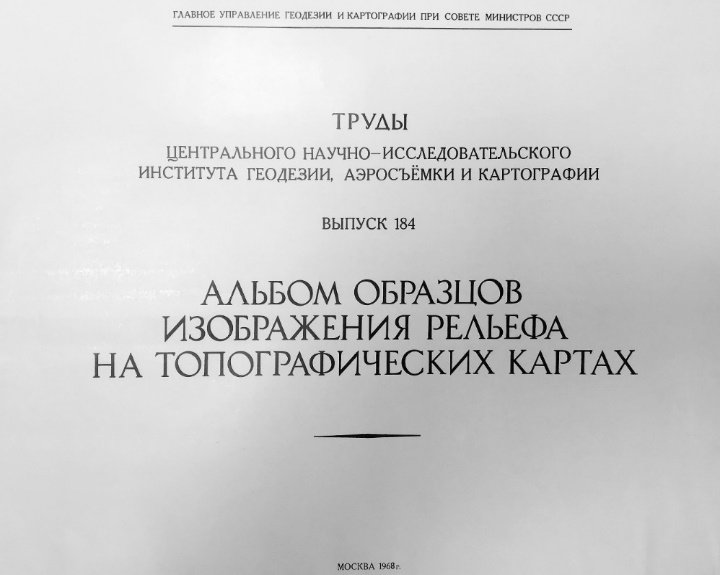 ГЛАВНОЕ УПРАВЛЕНИЕ ГЕОДЕЗИИ И КАРТОГРАФИИ ПРИ СОВЕТЕ МИНИСТРОВ СССР
ТРУДЫ
ЦЕНТРАЛЬНОГО НАУЧНО-ИССЛЕДОВАТЕЛЬСКОГО
ИНСТИТУТА ГЕОДЕЗИИ, АЭРОСЪЁМКИ И КАРТОГРАФИИ
ВЫПУСК 184
АЛЬБОМ ОБРАЗЦОВ
ИЗОБРАЖЕНИЯ РЕЛЬЕФА
НА ТОПОГРАФИЧЕСКИХ КАРТАХ
МОСКВА 1968г.